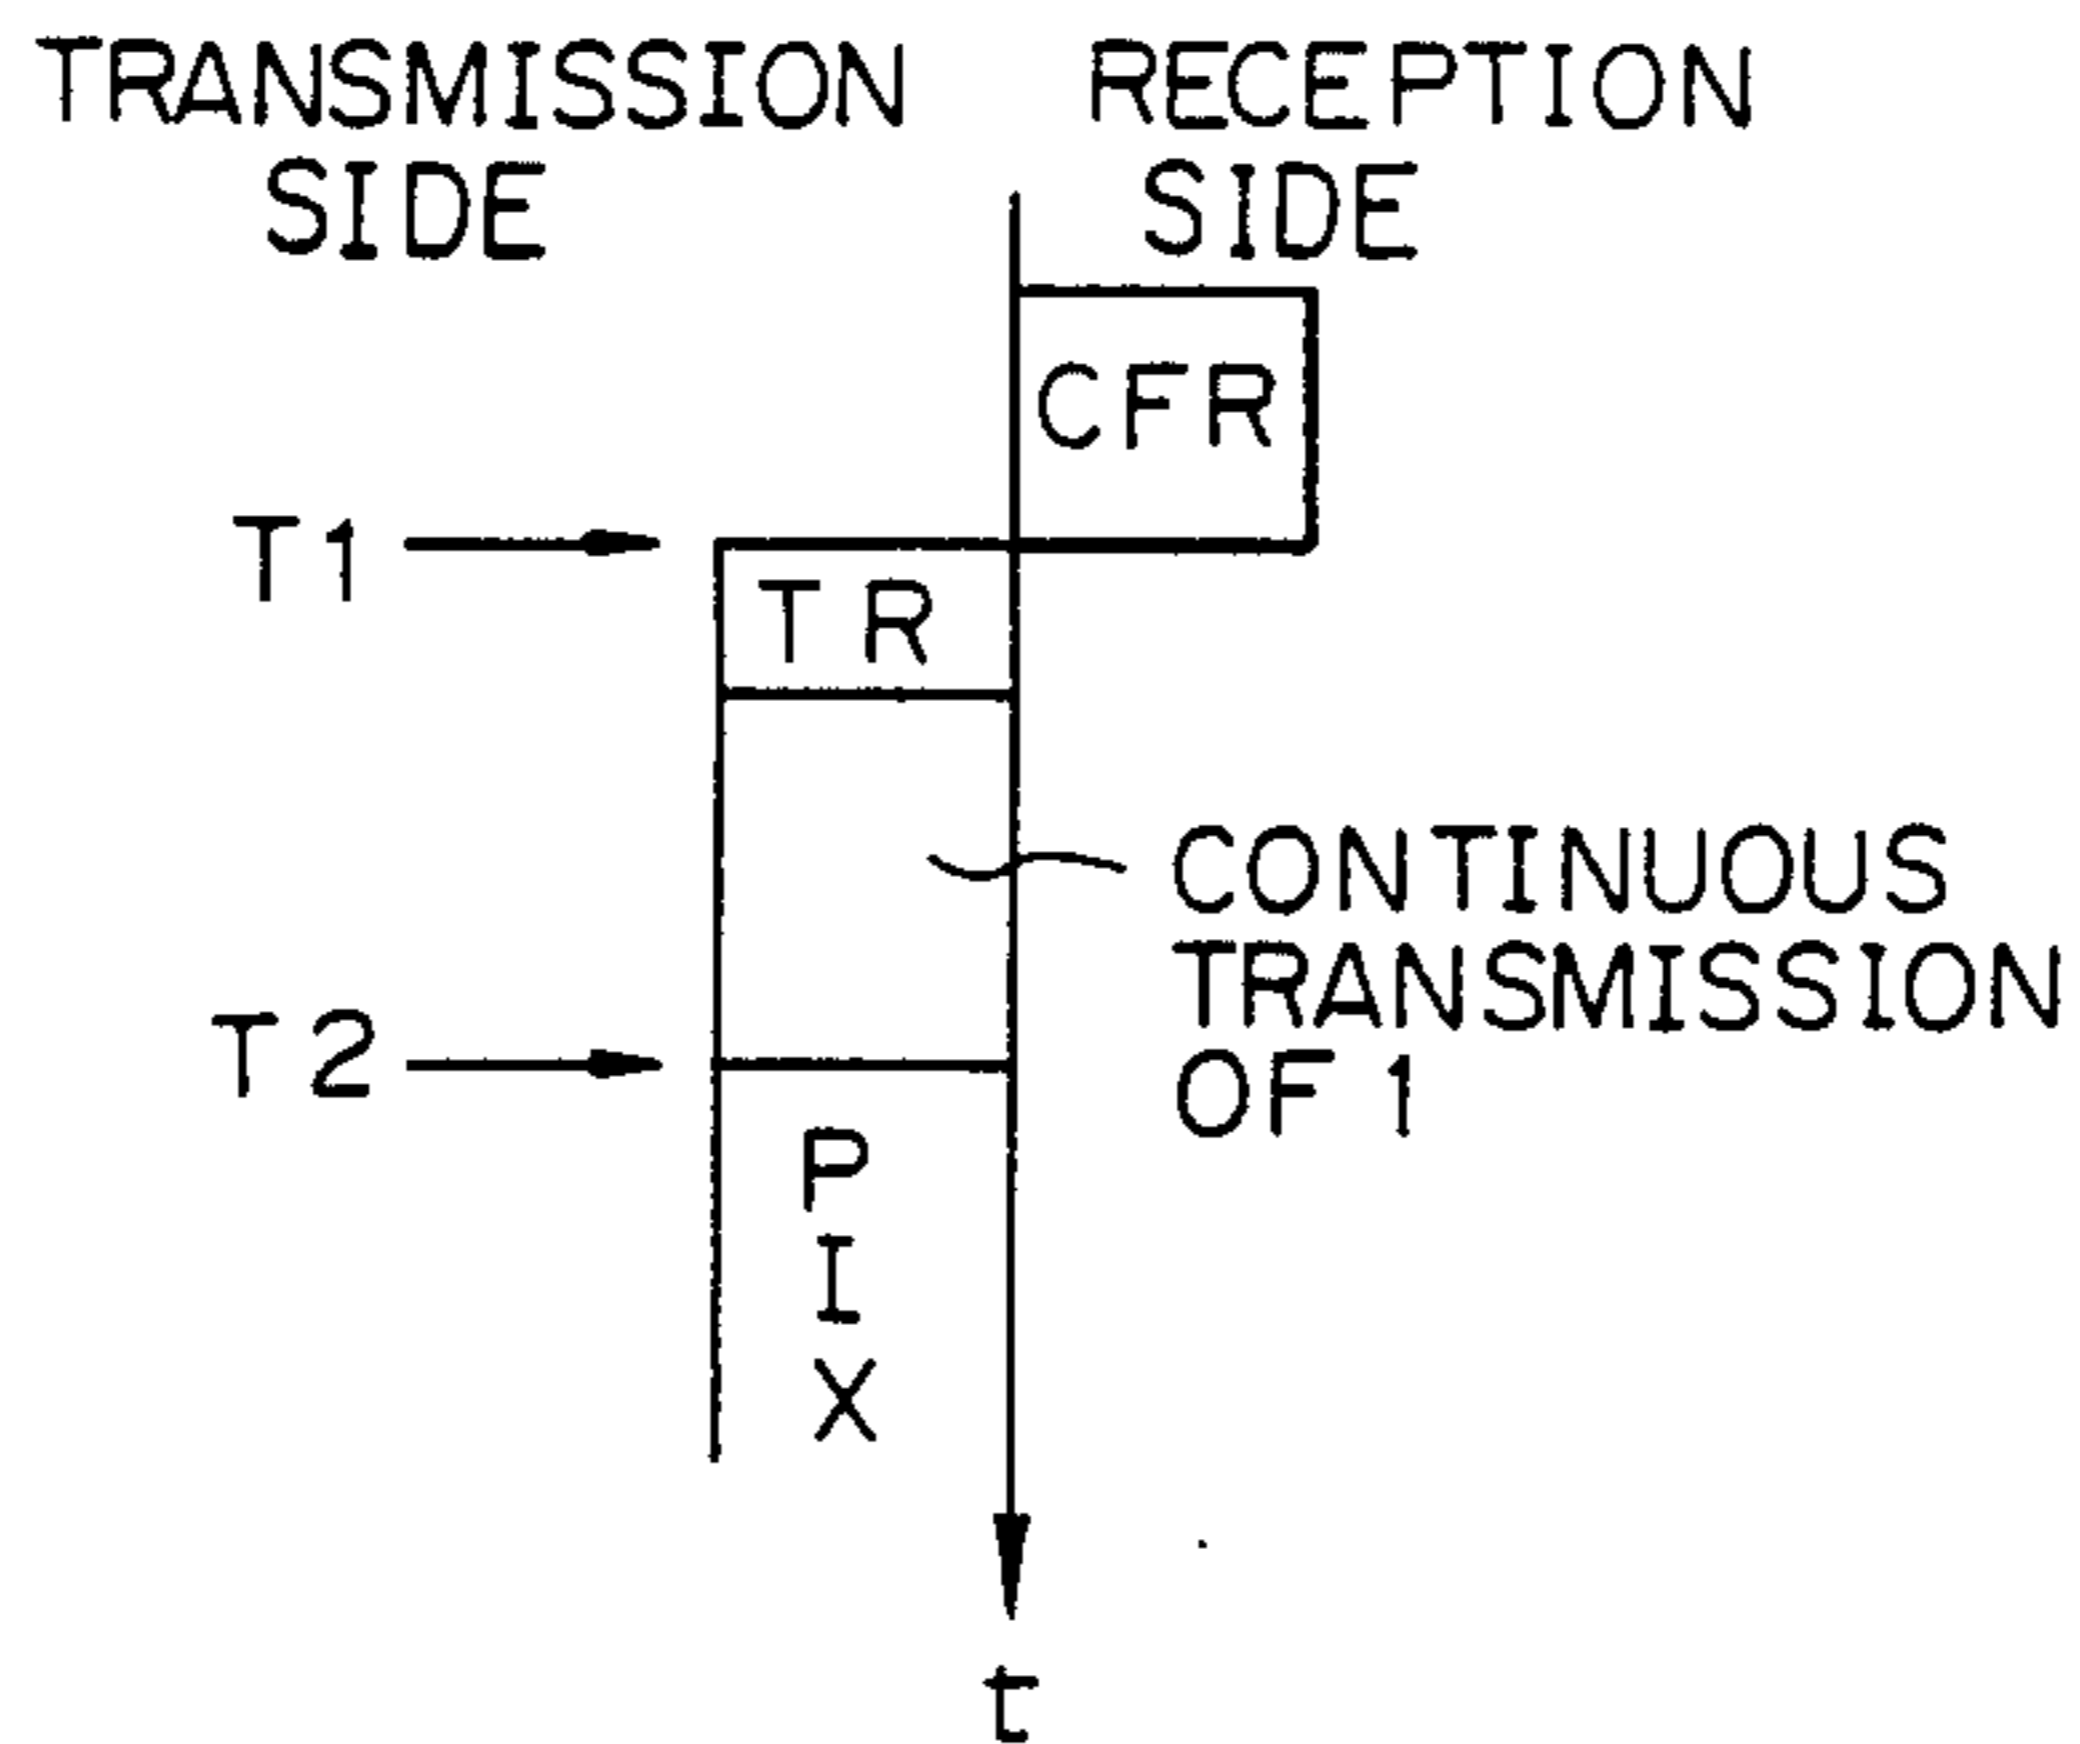 TRANSMISSION SIDE
RECEPTION SIDE
CFR
T1
TR
CONTINUOUS
TRANSMISSION
OF 1
T2
P
I
X
t